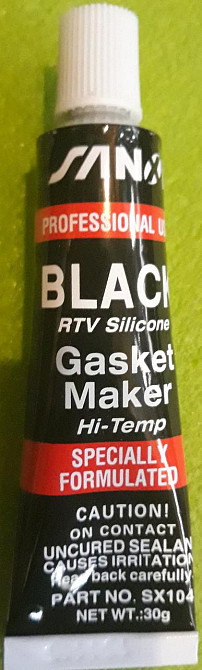 SANX
PROFESSIONAL U
BLACK
RTV Silicone
Gasket
Maker
Hi-Temp
SPECIALLY
FORMULATED
CAUTION!
ON CONTACT
UNCURED SEALAN
CAUSES IRRITATION
Read back carefully
PART NO. SX104
NET WT.:30g